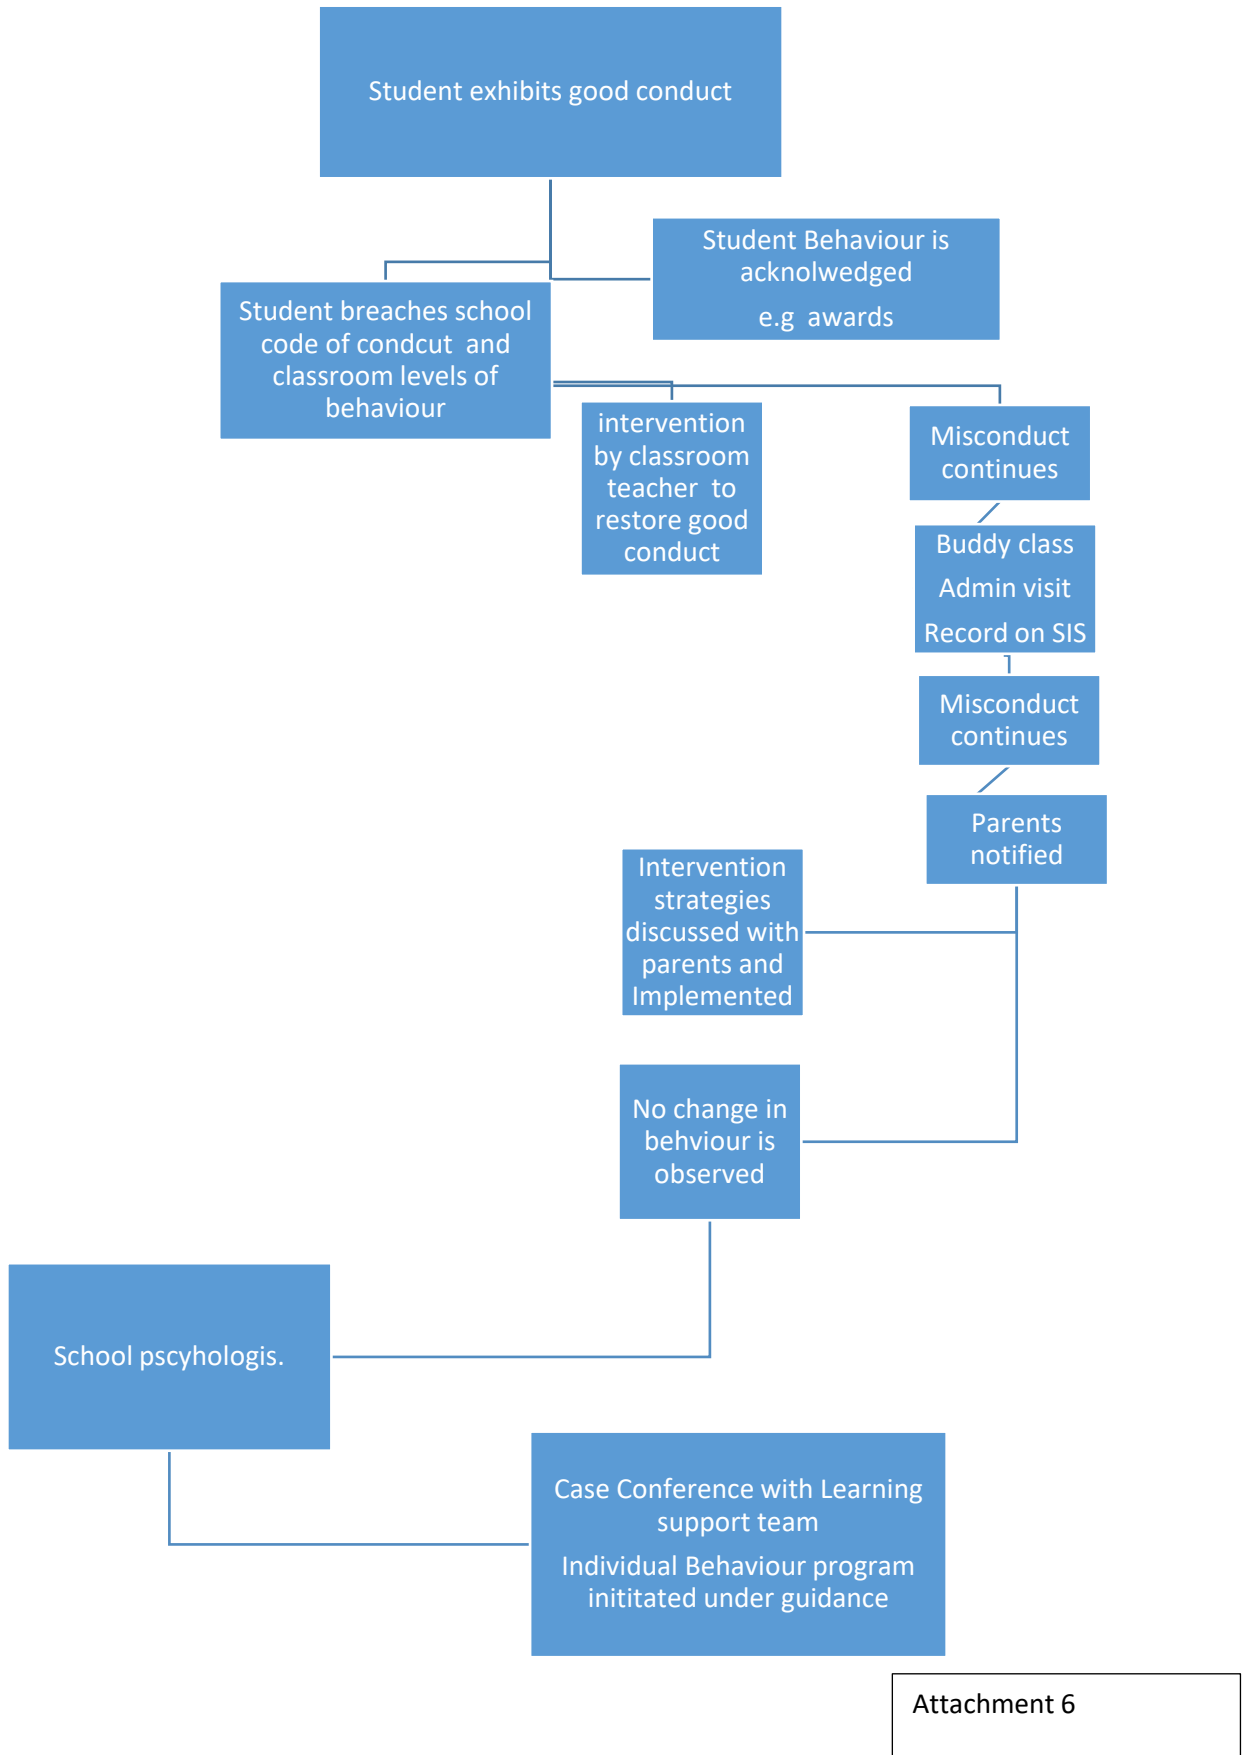 Student exhibits good conduct
Student Behaviour is
acknolwedged
e.g  awards
Student breaches school
code of condcut  and
classroom levels of
behaviour
intervention
by classroom
teacher  to
restore good
conduct
Misconduct
continues
Buddy class
Admin visit
Record on SIS
Misconduct
continues
Parents
notified
Intervention
strategies
discussed with
parents and
Implemented
No change in
behviour is
observed
School pscyhologis.
Case Conference with Learning
support team
Individual Behaviour program
inititated under guidance
Attachment 6